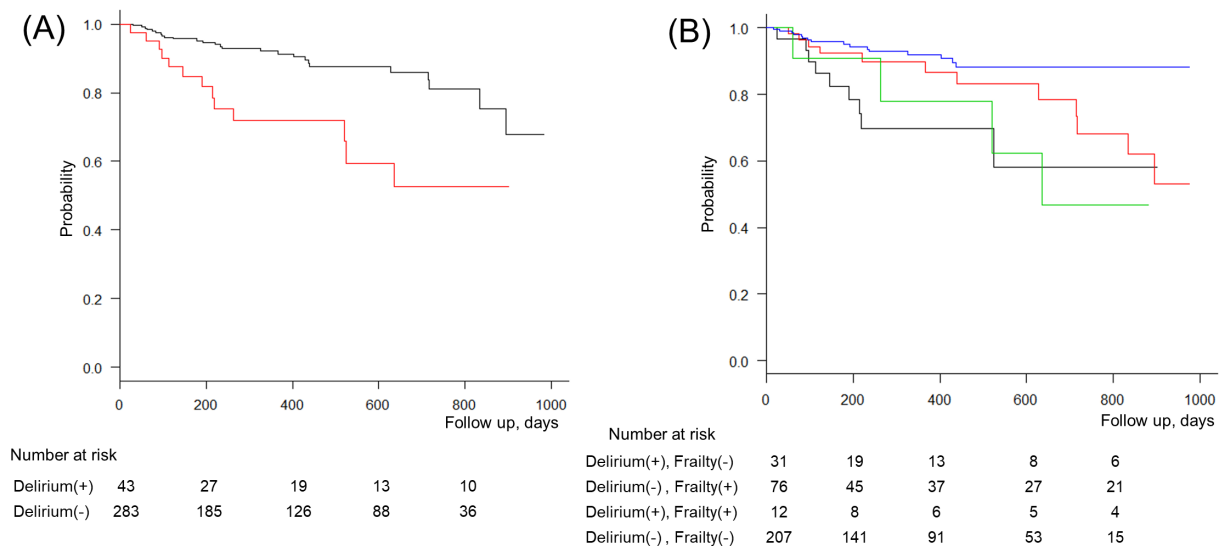 (A)
1.0
0.8
0.6
0.4
0.2
0.0
Probability
0 200 400 600 800 1000
Follow up, days
Number at risk
Delirium(+) 43 27 19 13 10
Delirium(-) 283 185 126 88 36
(B)
1.0
0.8
0.6
0.4
0.2
0.0
Probability
0 200 400 600 800 1000
Follow up, days
Number at risk
Delirium(+), Frailty(-) 31 19 13 8 6
Delirium(-) , Frailty(+) 76 45 37 27 21
Delirium(+), Frailty(+) 12 8 6 5 4
Delirium(-) , Frailty(-) 207 141 91 53 15